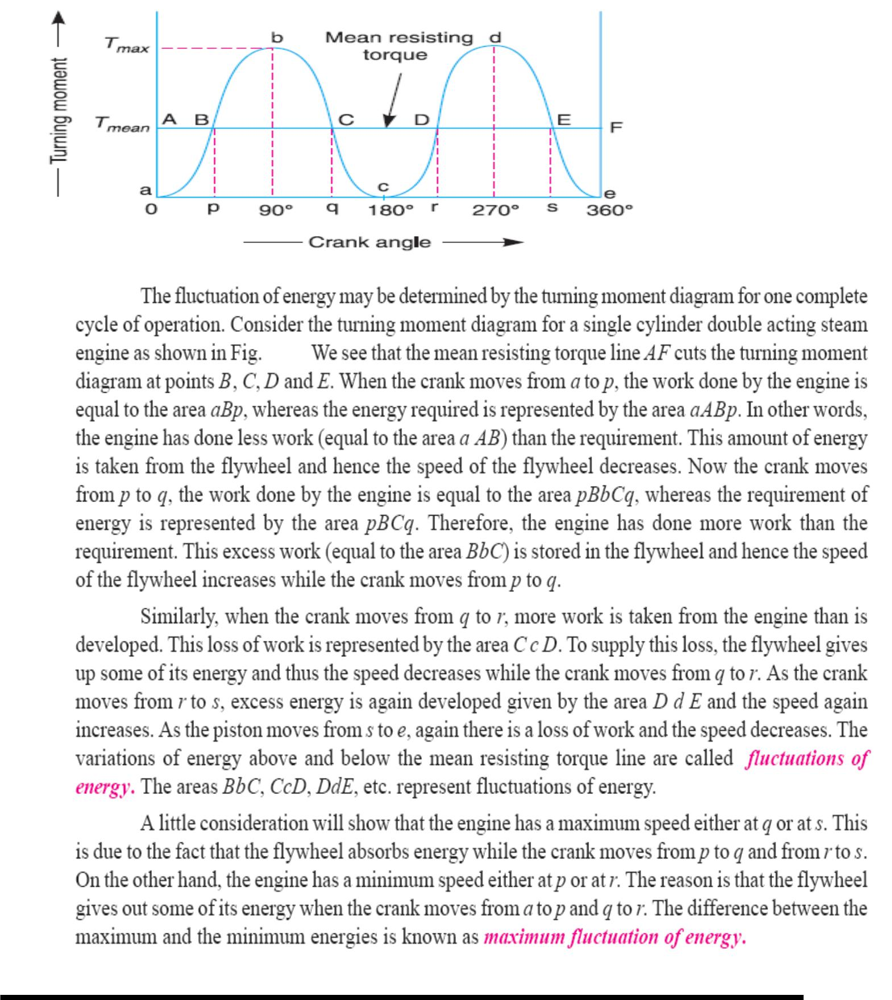 b
Mean resisting
d
Tmax
torque
Turning moment
A
B
C
D
E
F
Tmean
a
c
e
0
p
90°
q
180°
r
270°
s
360°
Crank angle
The fluctuation of energy may be determined by the turning moment diagram for one complete
cycle of operation. Consider the turning moment diagram for a single cylinder double acting steam
engine as shown in Fig. We see that the mean resisting torque line AF cuts the turning moment
diagram at points B, C, D and E. When the crank moves from a to p, the work done by the engine is
equal to the area aBp, whereas the energy required is represented by the area aABp. In other words,
the engine has done less work (equal to the area a AB) than the requirement. This amount of energy
is taken from the flywheel and hence the speed of the flywheel decreases. Now the crank moves
from p to q, the work done by the engine is equal to the area pBbCq, whereas the requirement of
energy is represented by the area pBCq. Therefore, the engine has done more work than the
requirement. This excess work (equal to the area BbC) is stored in the flywheel and hence the speed
of the flywheel increases while the crank moves from p to q.
Similarly, when the crank moves from q to r, more work is taken from the engine than is
developed. This loss of work is represented by the area C c D. To supply this loss, the flywheel gives
up some of its energy and thus the speed decreases while the crank moves from q to r. As the crank
moves from r to s, excess energy is again developed given by the area D d E and the speed again
increases. As the piston moves from s to e, again there is a loss of work and the speed decreases. The
variations of energy above and below the mean resisting torque line are called fluctuations of
energy. The areas BbC, CcD, DdE, etc. represent fluctuations of energy.
A little consideration will show that the engine has a maximum speed either at q or at s. This
is due to the fact that the flywheel absorbs energy while the crank moves from p to q and from r to s.
On the other hand, the engine has a minimum speed either at p or at r. The reason is that the flywheel
gives out some of its energy when the crank moves from a to p and q to r. The difference between the
maximum and the minimum energies is known as maximum fluctuation of energy.